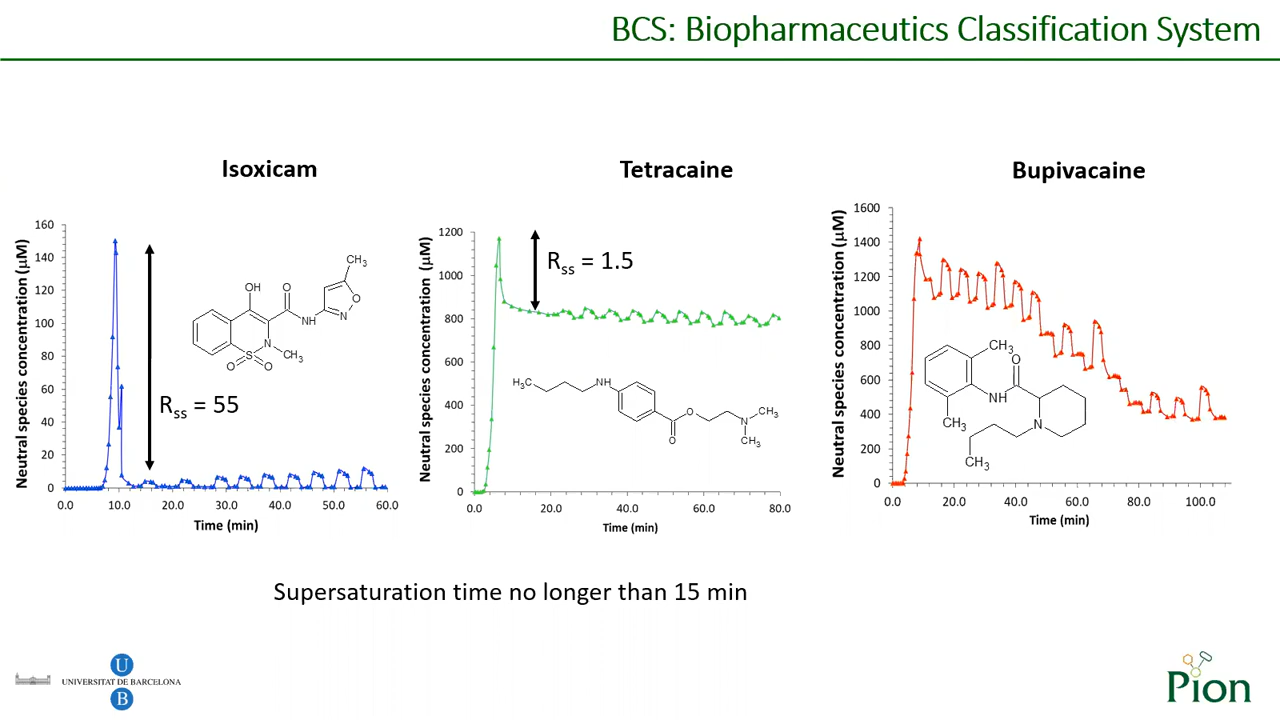 BCS: Biopharmaceutics Classification System
Isoxicam
Tetracaine
Bupivacaine
Neutral species concentration (µM)
160
140
120
100
80
60
40
20
0
0.0 10.0 20.0 30.0 40.0 50.0 60.0
Time (min)
Rss = 55
OH
O
CH3
O
N
NH
N
CH3
S
O O
Neutral species concentration (µM)
1200
1000
800
600
400
200
0
0.0 20.0 40.0 60.0 80.0
Time (min)
Rss = 1.5
H3C
NH
O
O
N
CH3
CH3
Neutral species concentration (µM)
1600
1400
1200
1000
800
600
400
200
0
0.0 20.0 40.0 60.0 80.0 100.0
Time (min)
CH3
O
NH
CH3
N
CH3
Supersaturation time no longer than 15 min
U
UNIVERSITAT DE BARCELONA
B
Pion